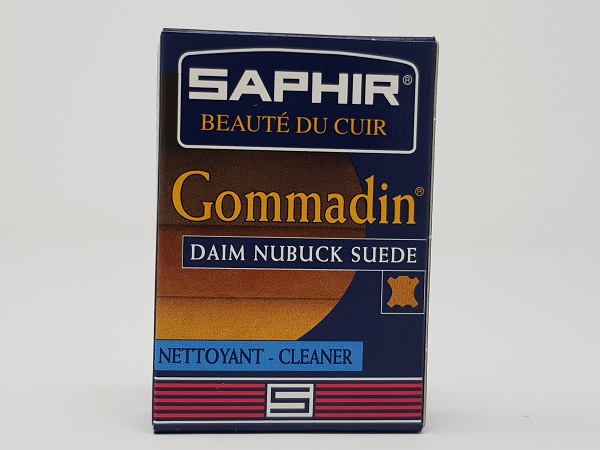 SAPHIR®
BEAUTÉ DU CUIR
Gommadin®
DAIM NUBUCK SUEDE
NETTOYANT - CLEANER
S